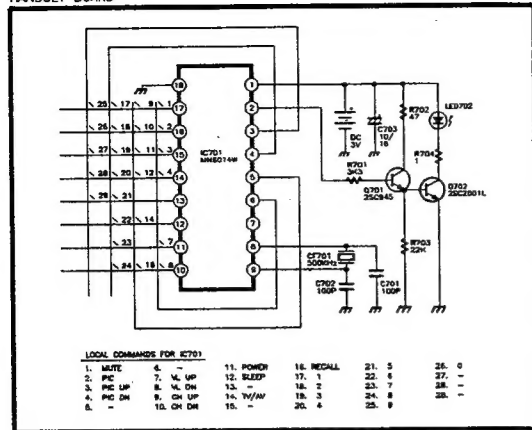 HANDSET BOARD
18
25 17 9 1 17
26 18 10 2 16
27 19 11 3 15
28 20 12 4 14
29 21 13
22 14 12
23 7 11
24 16 8 10
IC701
MN6014W
1
2
3
4
5
6
7
8
9
DC
3V
C703
10/
16
R702
47
LED702
R704
1
R701
3K3
Q701
2SC945
Q702
2SC2001L
R703
22K
CF701
500KHz
C702
100P
C701
100P
LOCAL COMMANDS FOR IC701
1. MUTE
2. PIC
3. PIC UP
4. PIC DN
5. -
6. -
7. VL UP
8. VL DN
9. CH UP
10. CH DN
11. POWER
12. SLEEP
13. -
14. TV/AV
15. -
16. RECALL
17. 1
18. 2
19. 3
20. 4
21. 5
22. 6
23. 7
24. 8
25. 9
26. 0
27. -
28. -